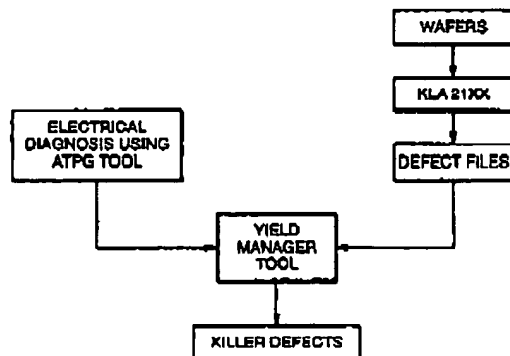 WAFERS
KLA 21XX
ELECTRICAL
DIAGNOSIS USING
ATPG TOOL
DEFECT FILES
YIELD
MANAGER
TOOL
KILLER DEFECTS